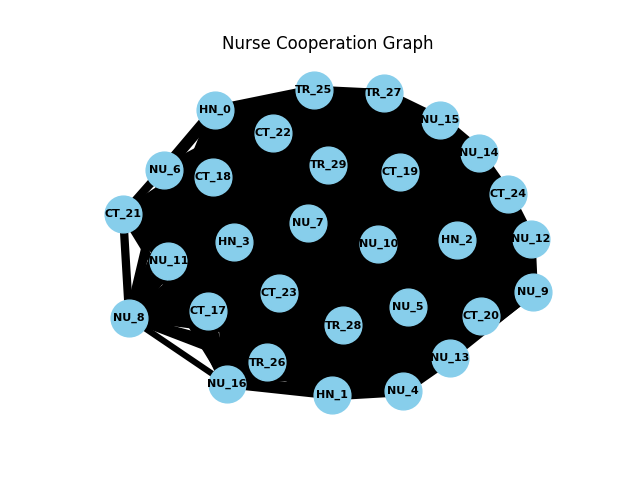 Nurse Cooperation Graph
TR_25
TR_27
HN_0
NU_15
CT_22
NU_14
TR_29
NU_6
CT_19
CT_18
CT_24
CT_21
NU_7
NU_12
HN_2
HN_3
NU_10
NU_11
NU_9
CT_23
NU_5
CT_17
CT_20
NU_8
TR_28
NU_13
TR_26
NU_16
NU_4
HN_1